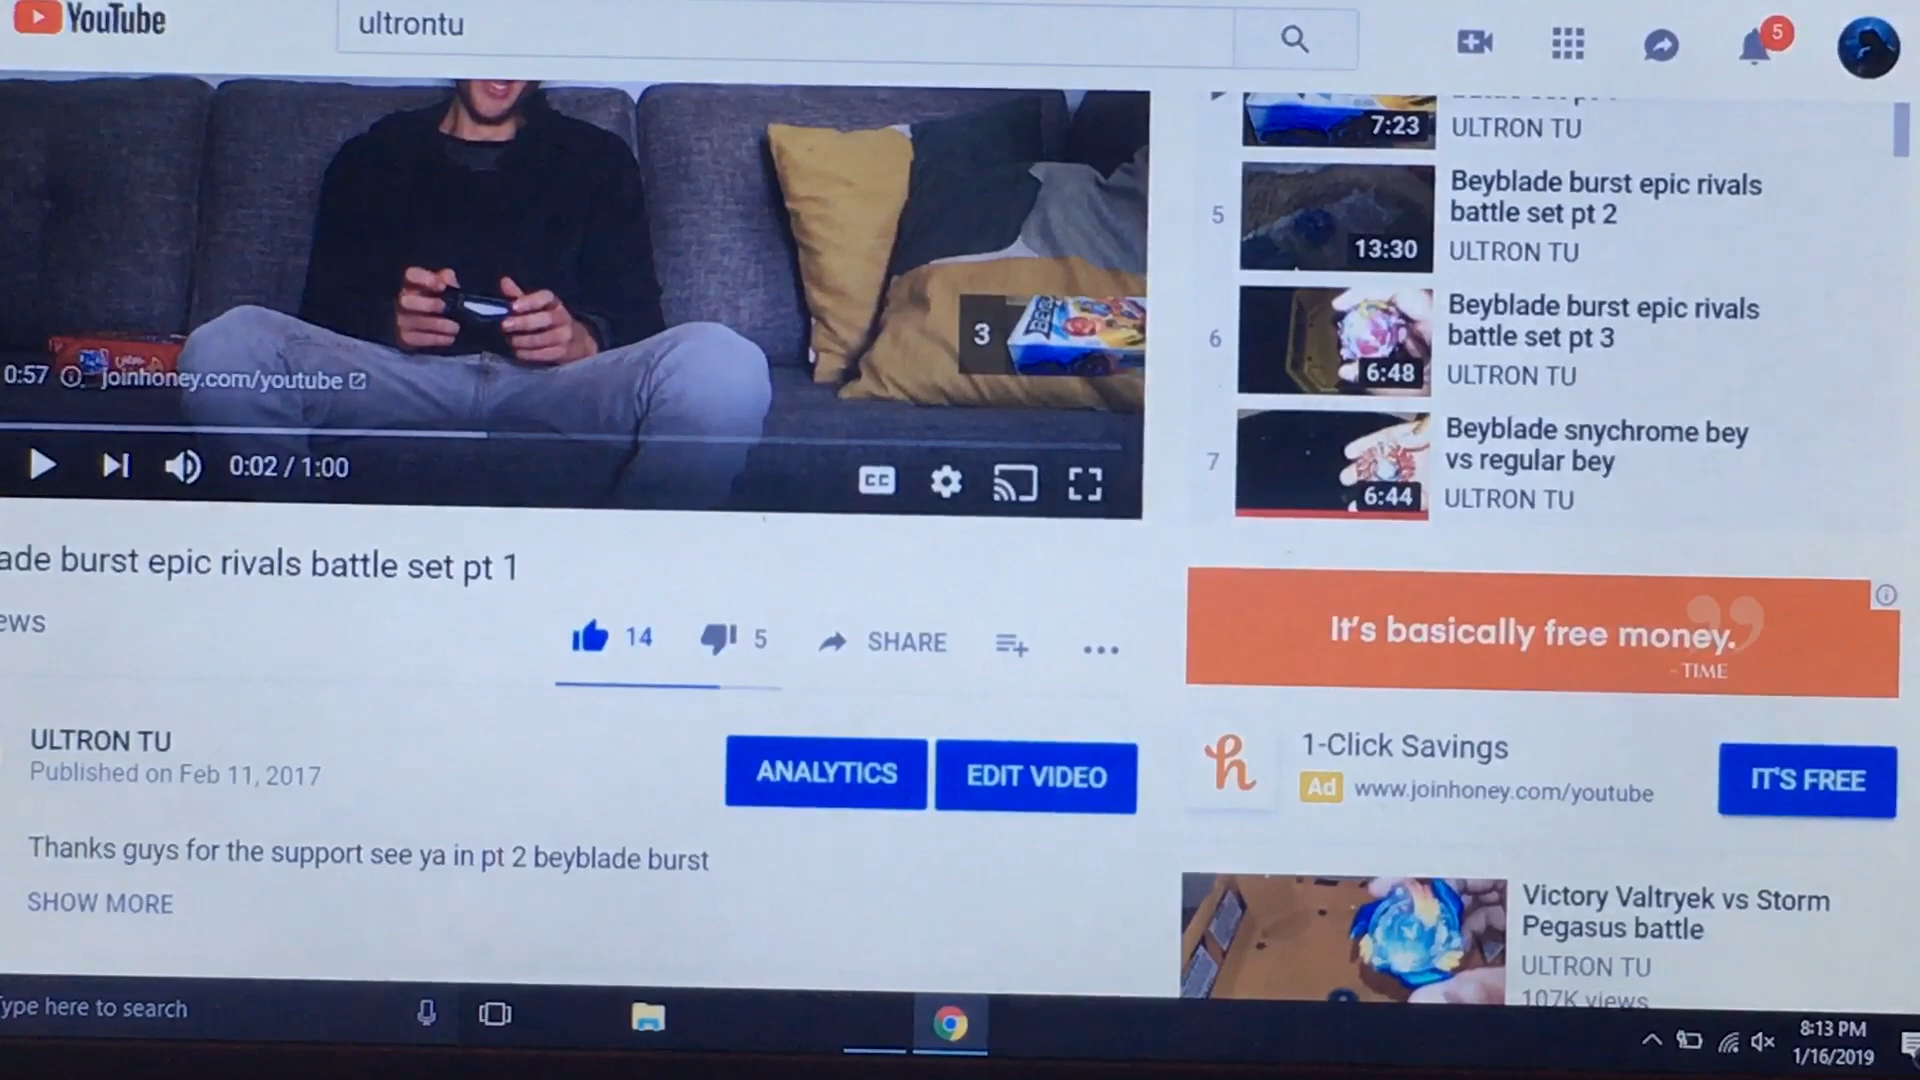 YouTube
ultrontu
5
7:23
ULTRON TU
5
13:30
Beyblade burst epic rivals
battle set pt 2
ULTRON TU
6
6:48
Beyblade burst epic rivals
battle set pt 3
ULTRON TU
7
6:44
Beyblade snychrome bey
vs regular bey
ULTRON TU
3
0:57 joinhoney.com/youtube
0:02 / 1:00
CC
ade burst epic rivals battle set pt 1
ews
14
5
SHARE
ULTRON TU
Published on Feb 11, 2017
ANALYTICS
EDIT VIDEO
Thanks guys for the support see ya in pt 2 beyblade burst
SHOW MORE
It's basically free money.
- TIME
1-Click Savings
Ad www.joinhoney.com/youtube
IT'S FREE
Victory Valtryek vs Storm
Pegasus battle
ULTRON TU
107K views
ype here to search
8:13 PM
1/16/2019